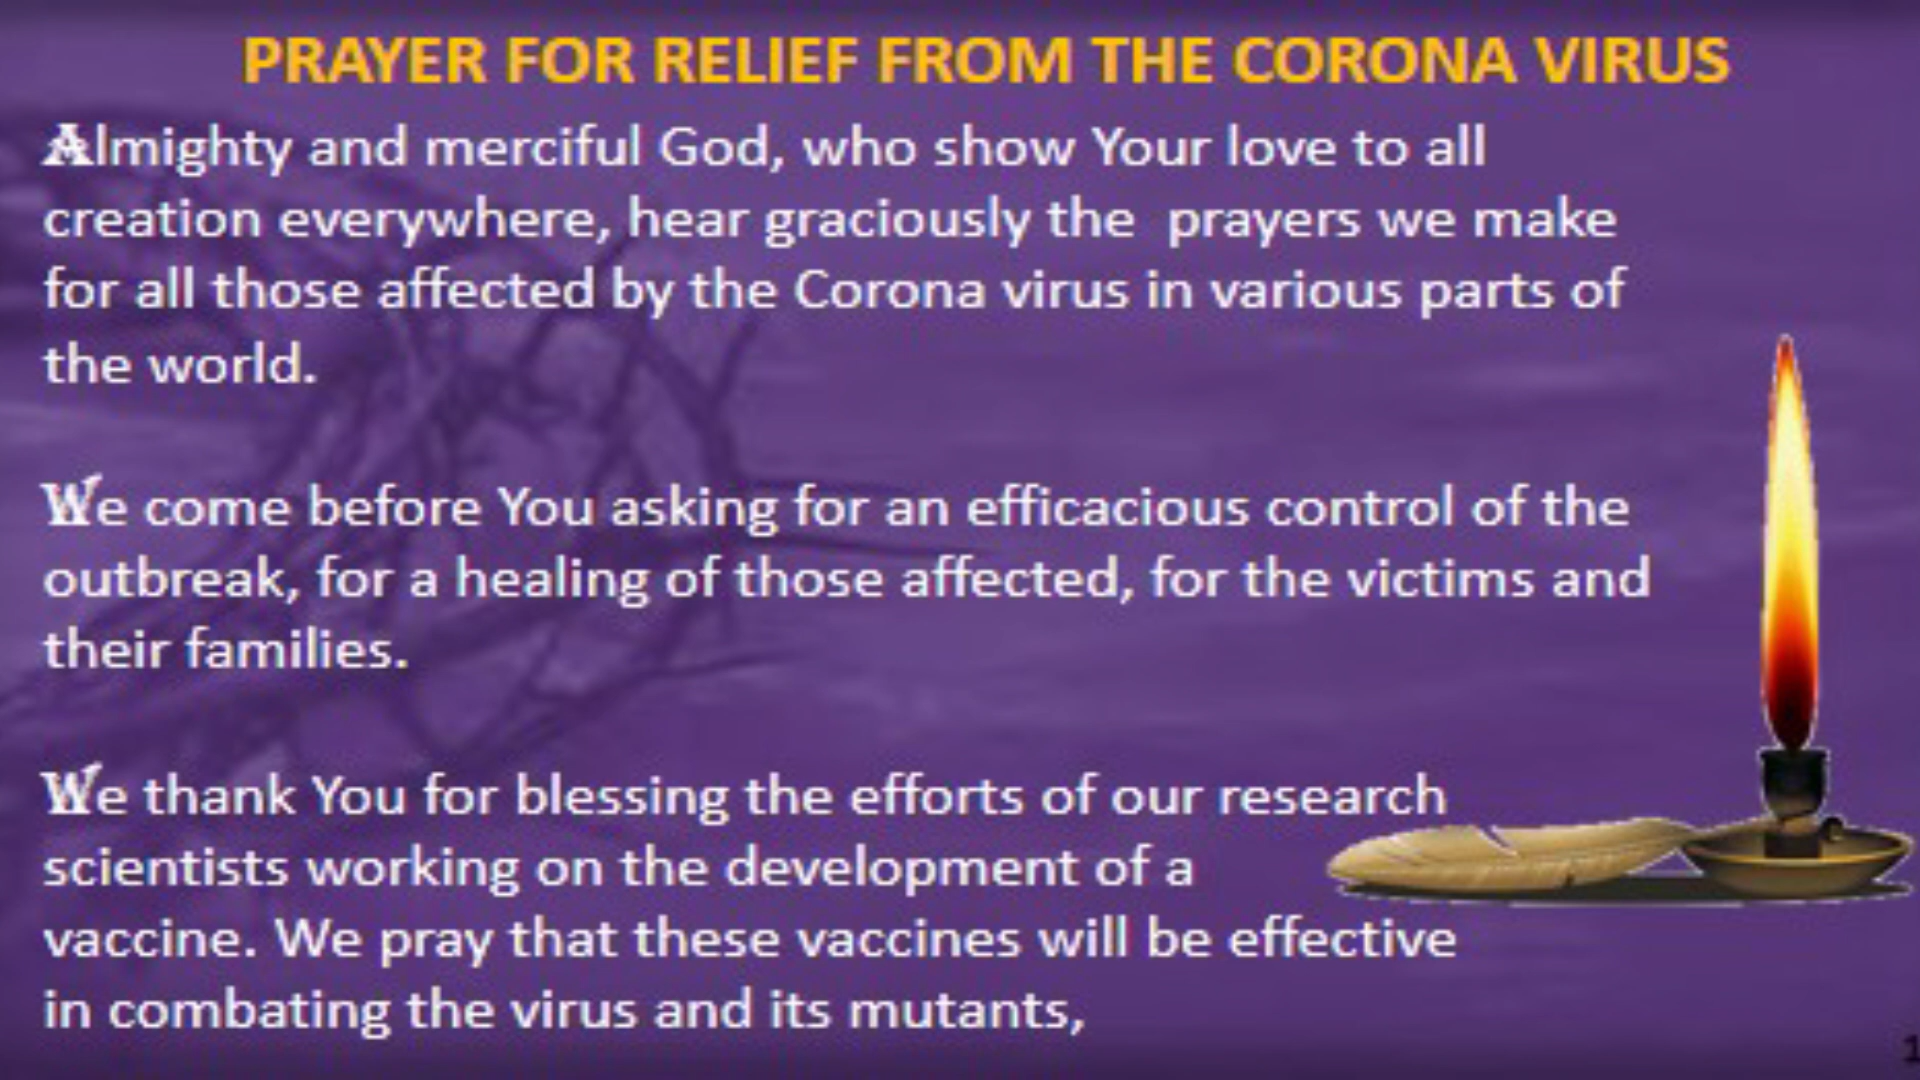 PRAYER FOR RELIEF FROM THE CORONA VIRUS
Almighty and merciful God, who show Your love to all
creation everywhere, hear graciously the prayers we make
for all those affected by the Corona virus in various parts of
the world.
We come before You asking for an efficacious control of the
outbreak, for a healing of those affected, for the victims and
their families.
We thank You for blessing the efforts of our research
scientists working on the development of a
vaccine. We pray that these vaccines will be effective
in combating the virus and its mutants,
1